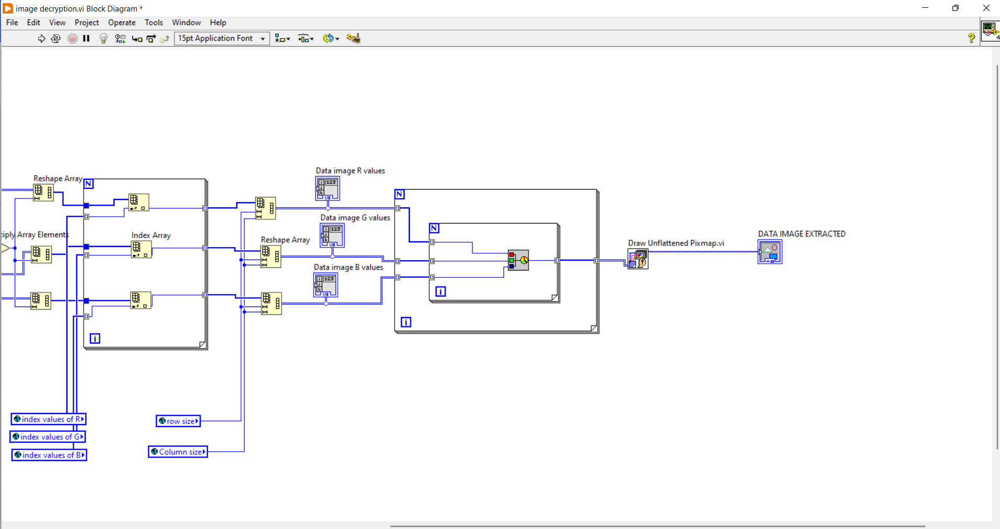 image decryption.vi Block Diagram *
File Edit View Project Operate Tools Window Help
15pt Application Font
?
4
Data image R values
Reshape Array
N
123
i
j
k
U8
N
Data image G values
123
i
j
k
U8
N
tiply Array Elements
Index Array
DATA IMAGE EXTRACTED
Reshape Array
Draw Unflattened Pixmap.vi
Data image B values
123
i
j
k
U8
i
i
i
index values of R
row size
index values of G
Column size
index values of B